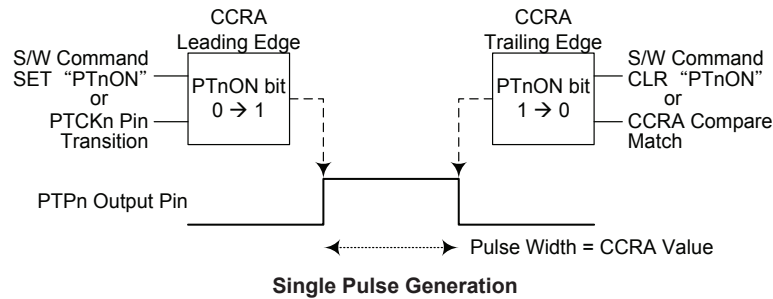 CCRA
Leading Edge
S/W Command
SET “PTnON”
or
PTCKn Pin
Transition
PTnON bit
0 → 1
CCRA
Trailing Edge
PTnON bit
1 → 0
S/W Command
CLR “PTnON”
or
CCRA Compare
Match
PTPn Output Pin
Pulse Width = CCRA Value
Single Pulse Generation